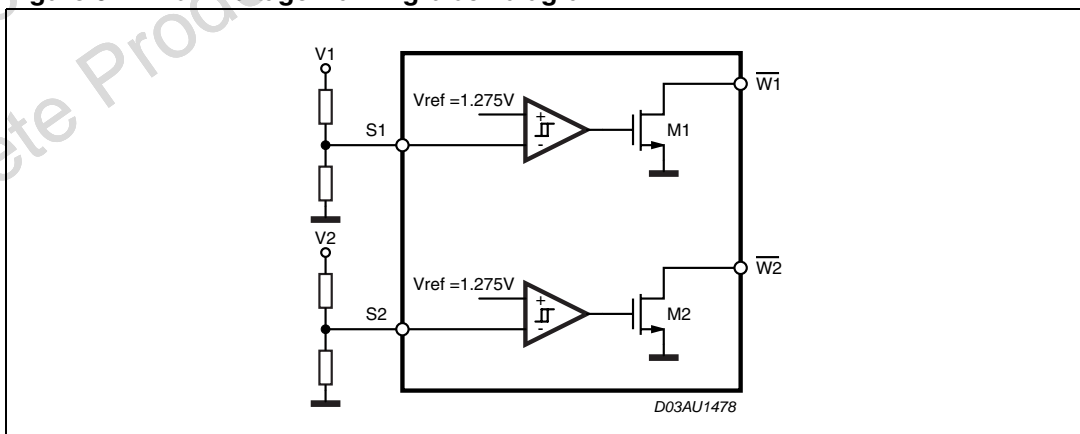 V1
Vref =1.275V
+
-
S1
M1
W1
V2
Vref =1.275V
+
-
S2
M2
W2
D03AU1478